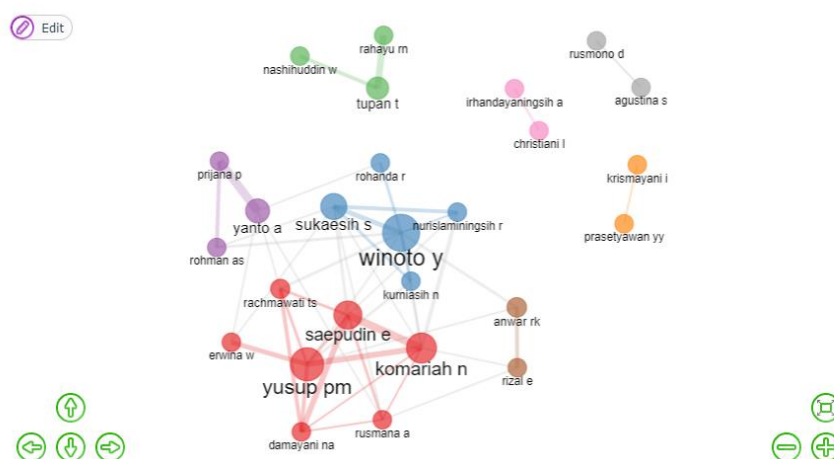 Edit
rahayu rn
nashihuddin w
tupan t
rusmono d
agustina s
irhandayaningsih a
christiani l
prijana p
rohanda r
krismayani i
yanto a
sukaesih s
nurislaminingsih r
prasetyawan yy
rohman as
winoto y
kurniasih n
rachmawati ts
anwar rk
saepudin e
erwina w
komariah n
rizal e
yusup pm
rusmana a
damayani na